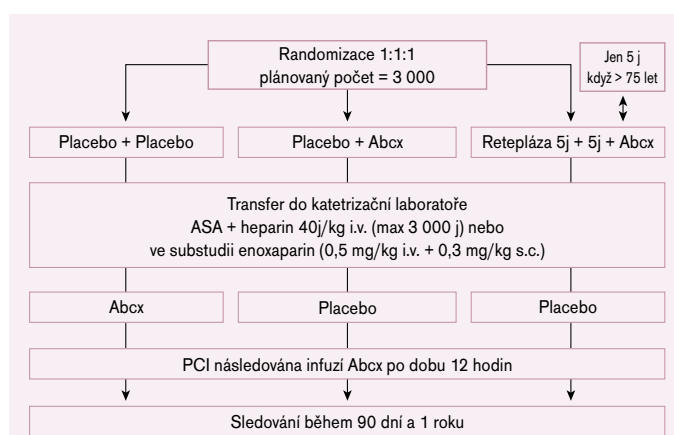 Randomizace 1:1:1
plánovaný počet = 3 000
Jen 5 j
když > 75 let
Placebo + Placebo
Placebo + Abcx
Retepláza 5j + 5j + Abcx
Transfer do katetrizační laboratoře
ASA + heparin 40j/kg i.v. (max 3 000 j) nebo
ve substudii enoxaparin (0,5 mg/kg i.v. + 0,3 mg/kg s.c.)
Abcx
Placebo
Placebo
PCI následována infuzí Abcx po dobu 12 hodin
Sledování během 90 dní a 1 roku